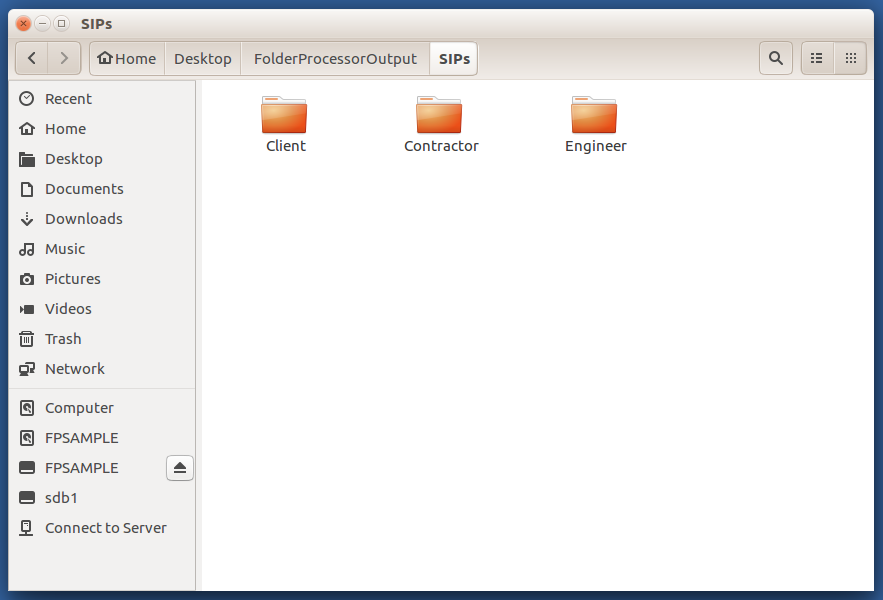 SIPs
Home Desktop FolderProcessorOutput SIPs
Recent
Home
Desktop
Documents
Downloads
Music
Pictures
Videos
Trash
Network
Computer
FPSAMPLE
FPSAMPLE
sdb1
Connect to Server
Client Contractor Engineer